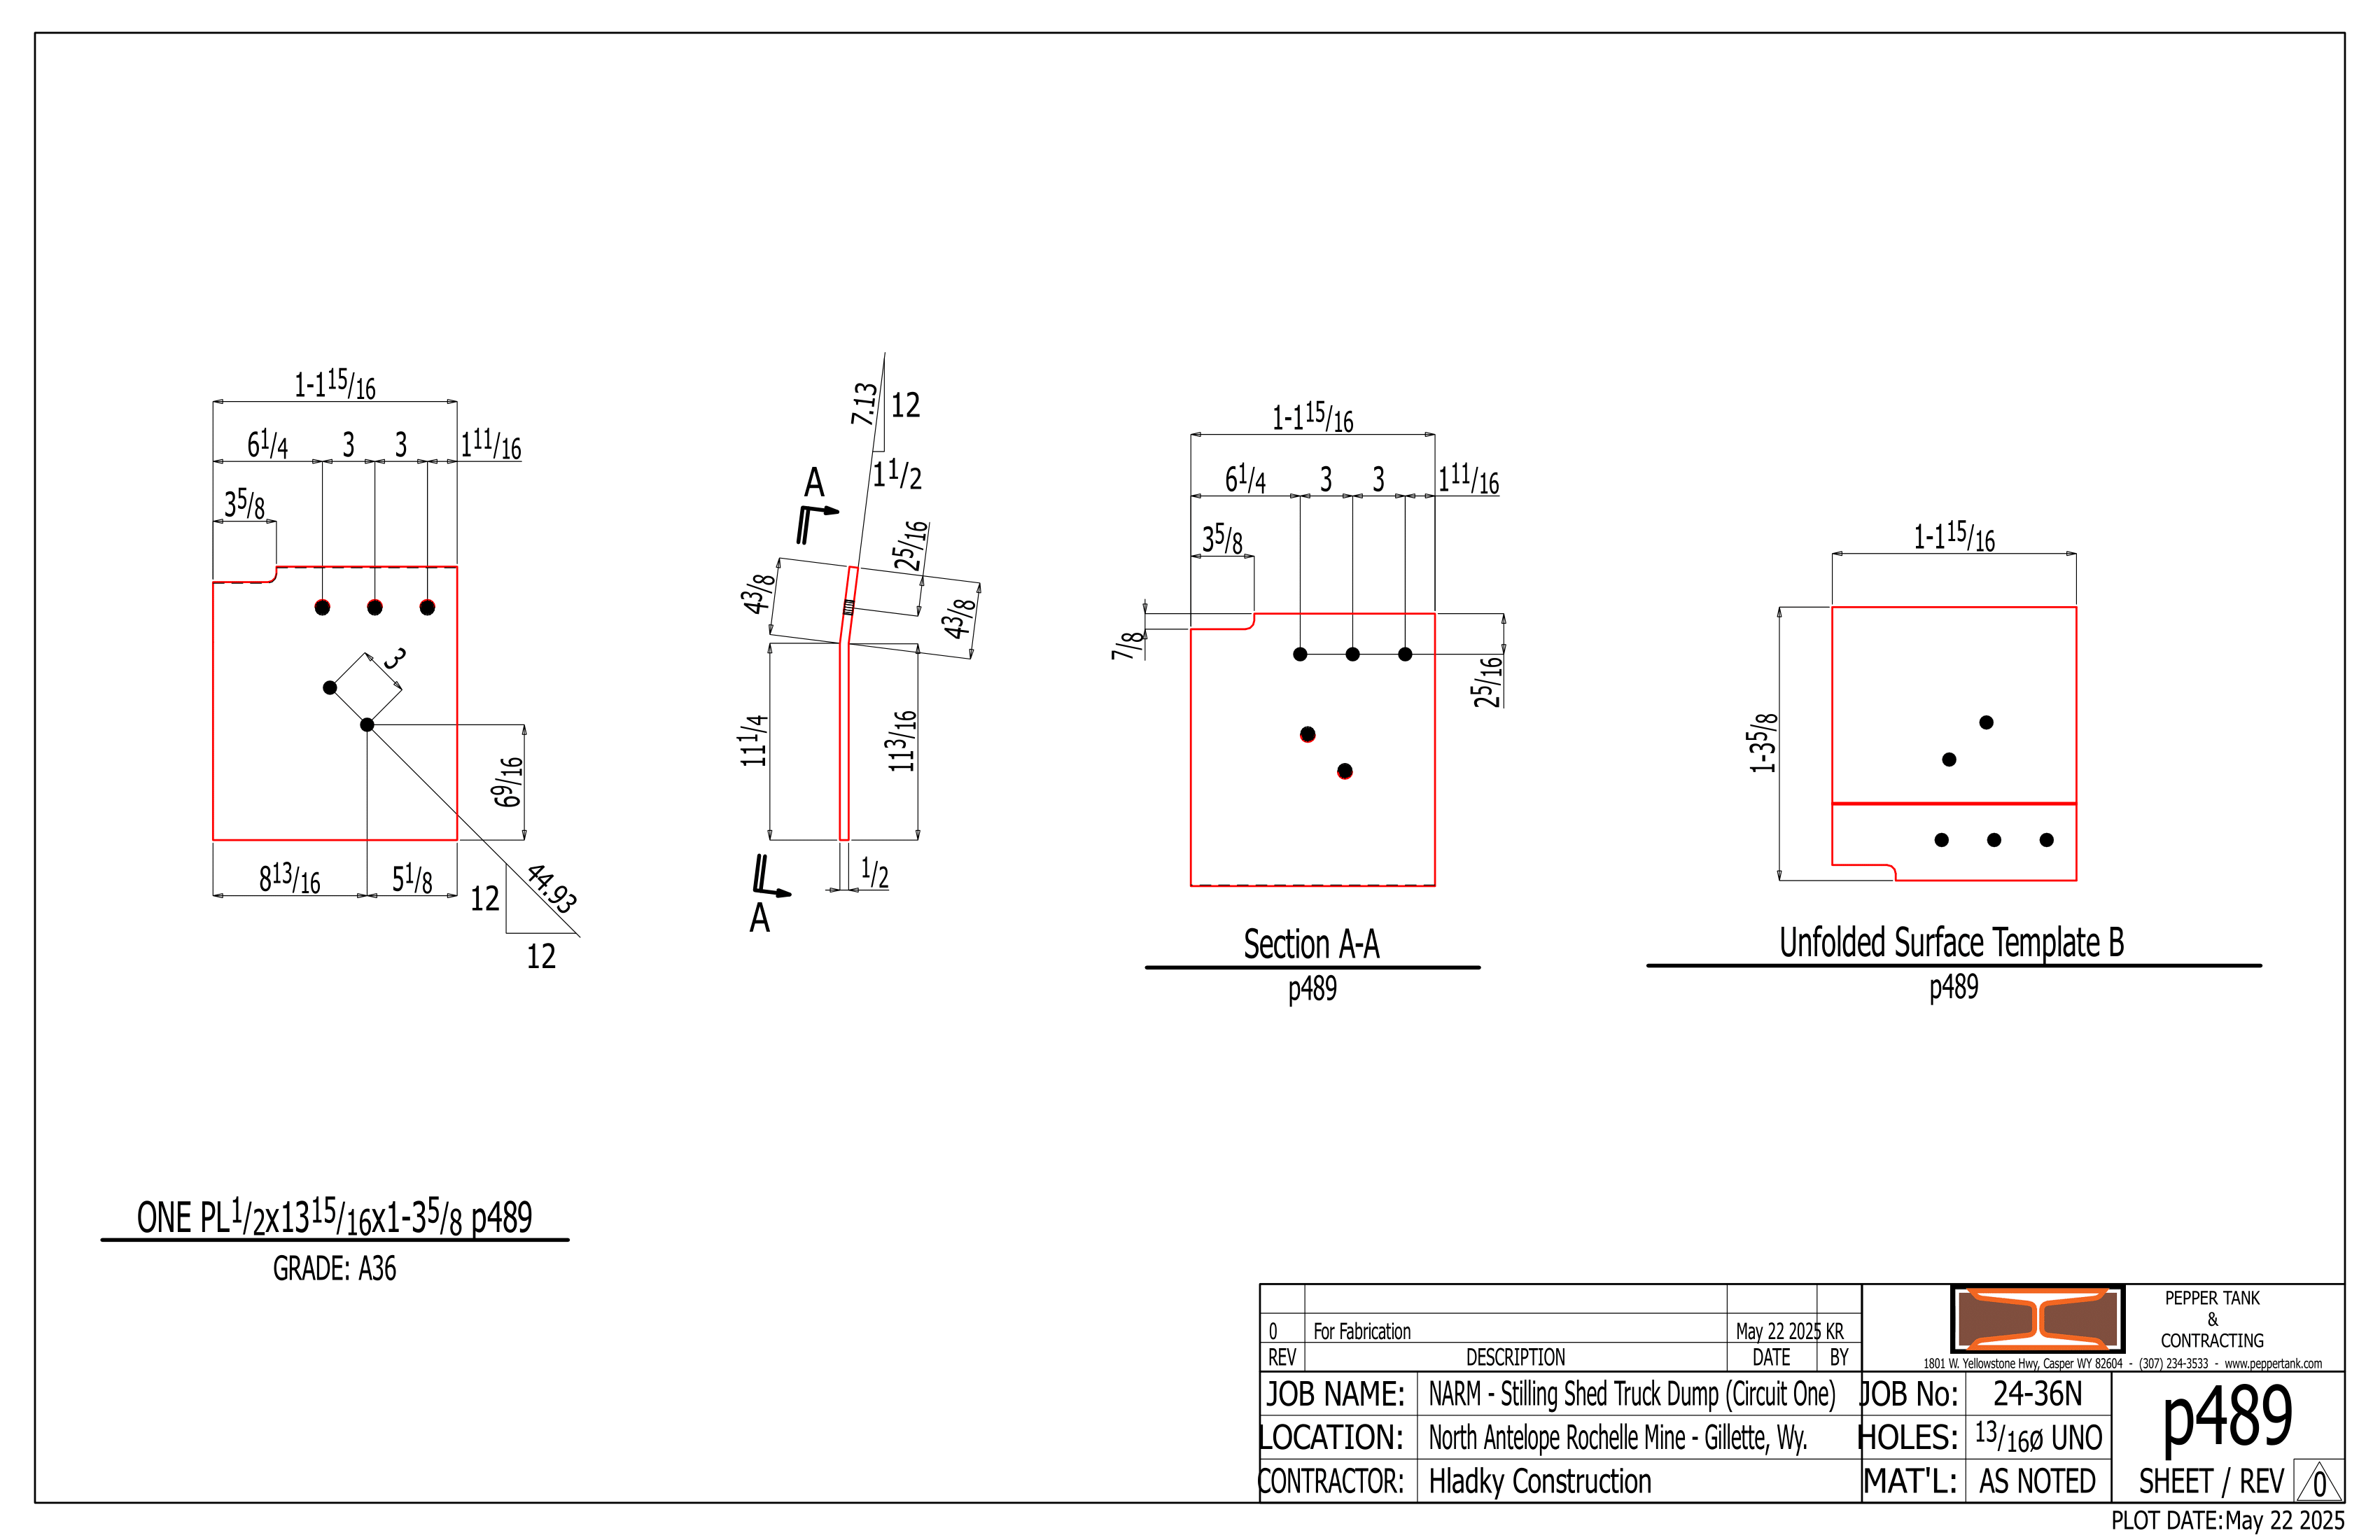 1-1 15/16
6 1/4 3 3 1 11/16
3 5/8
3
6 9/16
8 13/16 5 1/8
44.93
12
12
7.13
12
1 1/2
A
2 5/16
4 3/8
4 3/8
11 1/4
11 3/16
1/2
A
1-1 15/16
6 1/4 3 3 1 11/16
3 5/8
7/8
2 5/16
Section A-A
p489
1-1 15/16
1-3 5/8
Unfolded Surface Template B
p489
ONE PL1/2x13 15/16x1-3 5/8 p489
GRADE: A36
0 For Fabrication May 22 2025 KR
REV DESCRIPTION DATE BY
PEPPER TANK
&
CONTRACTING
1801 W. Yellowstone Hwy, Casper WY 82604 - (307) 234-3533 - www.peppertank.com
JOB NAME: NARM - Stilling Shed Truck Dump (Circuit One)
LOCATION: North Antelope Rochelle Mine - Gillette, Wy.
CONTRACTOR: Hladky Construction
JOB No: 24-36N
HOLES: 13/16ø UNO
MAT'L: AS NOTED
p489
SHEET / REV 0
PLOT DATE:May 22 2025